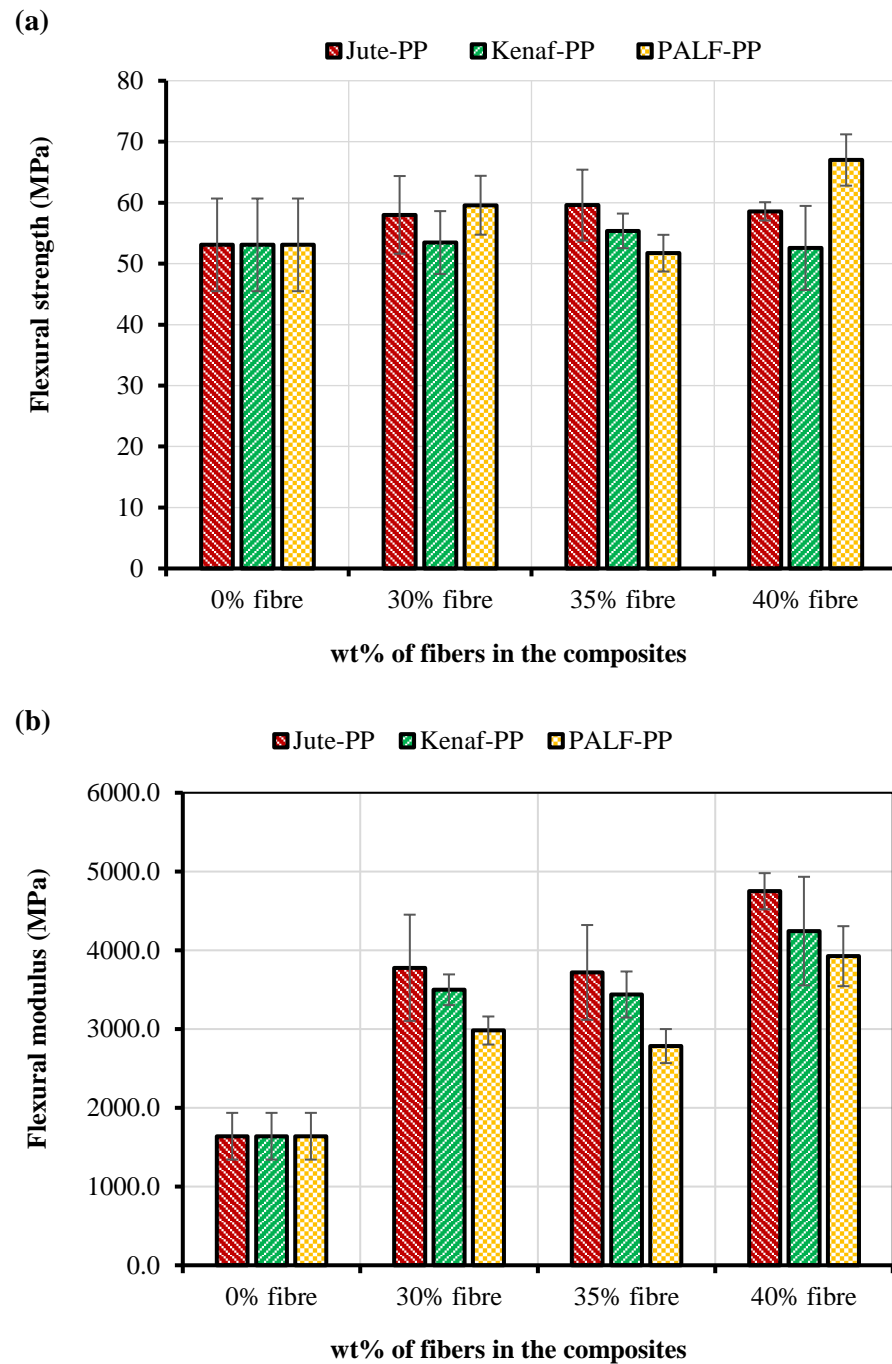 (a)
Jute-PP Kenaf-PP PALF-PP
80
70
60
50
40
30
20
10
0
Flexural strength (MPa)
0% fibre 30% fibre 35% fibre 40% fibre
wt% of fibers in the composites
(b)
Jute-PP Kenaf-PP PALF-PP
6000.0
5000.0
4000.0
3000.0
2000.0
1000.0
0.0
Flexural modulus (MPa)
0% fibre 30% fibre 35% fibre 40% fibre
wt% of fibers in the composites